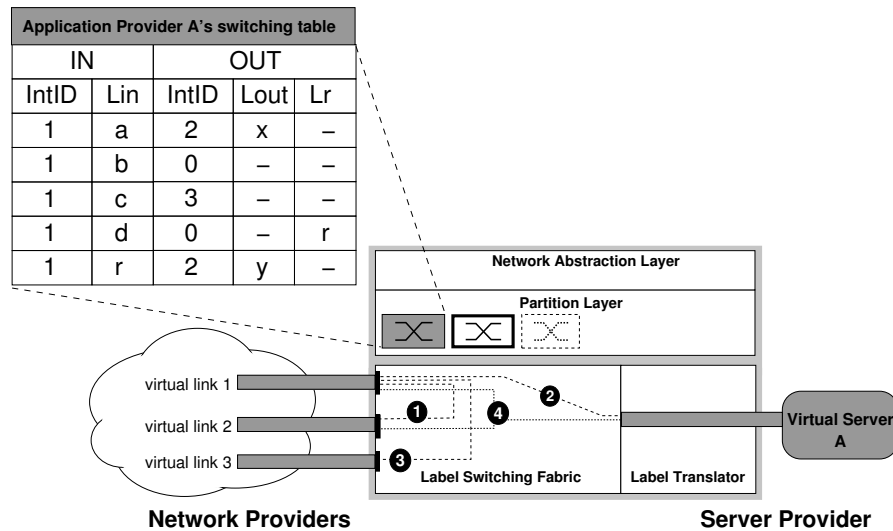 Application Provider A's switching table
IN OUT
IntID Lin IntID Lout Lr
1 a 2 x –
1 b 0 – –
1 c 3 – –
1 d 0 – r
1 r 2 y –
Network Abstraction Layer
Partition Layer
virtual link 1
virtual link 2
virtual link 3
1
2
3
4
Label Switching Fabric
Label Translator
Virtual Server
A
Network Providers
Server Provider